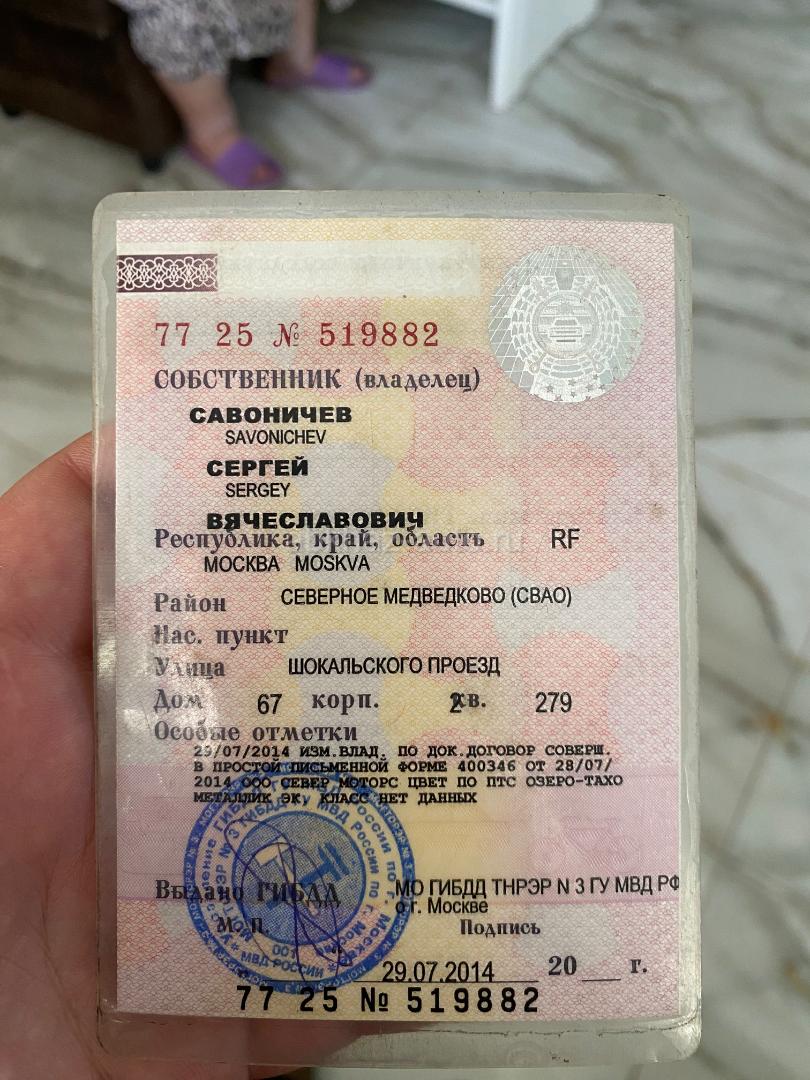 77 25 № 519882
СОБСТВЕННИК (владелец)
САВОНИЧЕВ
SAVONICHEV
СЕРГЕЙ
SERGEY
ВЯЧЕСЛАВОВИЧ
Республика, край, область RF
МОСКВА MOSKVA
Район СЕВЕРНОЕ МЕДВЕДКОВО (СВАО)
Нас. пункт
Улица ШОКАЛЬСКОГО ПРОЕЗД
Дом 67 корп. 2 кв. 279
Особые отметки
29/07/2014 ИЗМ.ВЛАД. ПО ДОК.ДОГОВОР СОВЕРШ.
В ПРОСТОЙ ПИСЬМЕННОЙ ФОРМЕ 400346 ОТ 28/07/
2014 ООО СЕВЕР МОТОРС ЦВЕТ ПО ПТС ОЗЕРО-ТАХО
МЕТАЛЛИК ЭК. КЛАСС НЕТ ДАННЫХ
Выдано ГИБДД МО ГИБДД ТНРЭР N 3 ГУ МВД РФ
о г. Москве
М.П. Подпись
001
МВД РОССИИ
29.07.2014 20 г.
77 25 № 519882